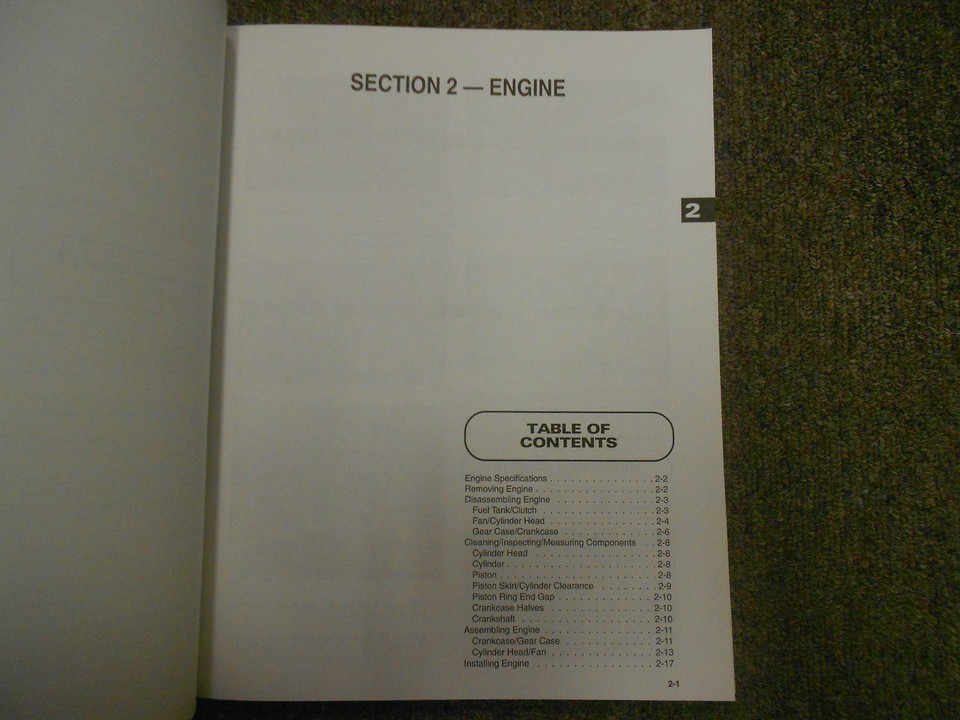 SECTION 2 — ENGINE
2
TABLE OF
CONTENTS
Engine Specifications . . . . . . . . . . . . . . . 2-2
Removing Engine . . . . . . . . . . . . . . . . . 2-2
Disassembling Engine . . . . . . . . . . . . . . 2-3
Fuel Tank/Clutch . . . . . . . . . . . . . . . . 2-3
Fan/Cylinder Head . . . . . . . . . . . . . . . 2-4
Gear Case/Crankcase . . . . . . . . . . . . . 2-6
Cleaning/Inspecting/Measuring Components . . 2-8
Cylinder Head . . . . . . . . . . . . . . . . . 2-8
Cylinder . . . . . . . . . . . . . . . . . . . . . 2-8
Piston . . . . . . . . . . . . . . . . . . . . . . 2-8
Piston Skirt/Cylinder Clearance . . . . . . . 2-9
Piston Ring End Gap . . . . . . . . . . . . . 2-10
Crankcase Halves . . . . . . . . . . . . . . 2-10
Crankshaft . . . . . . . . . . . . . . . . . . 2-10
Assembling Engine . . . . . . . . . . . . . . . 2-11
Crankcase/Gear Case . . . . . . . . . . . . 2-11
Cylinder Head/Fan . . . . . . . . . . . . . . 2-13
Installing Engine . . . . . . . . . . . . . . . . 2-17
2-1